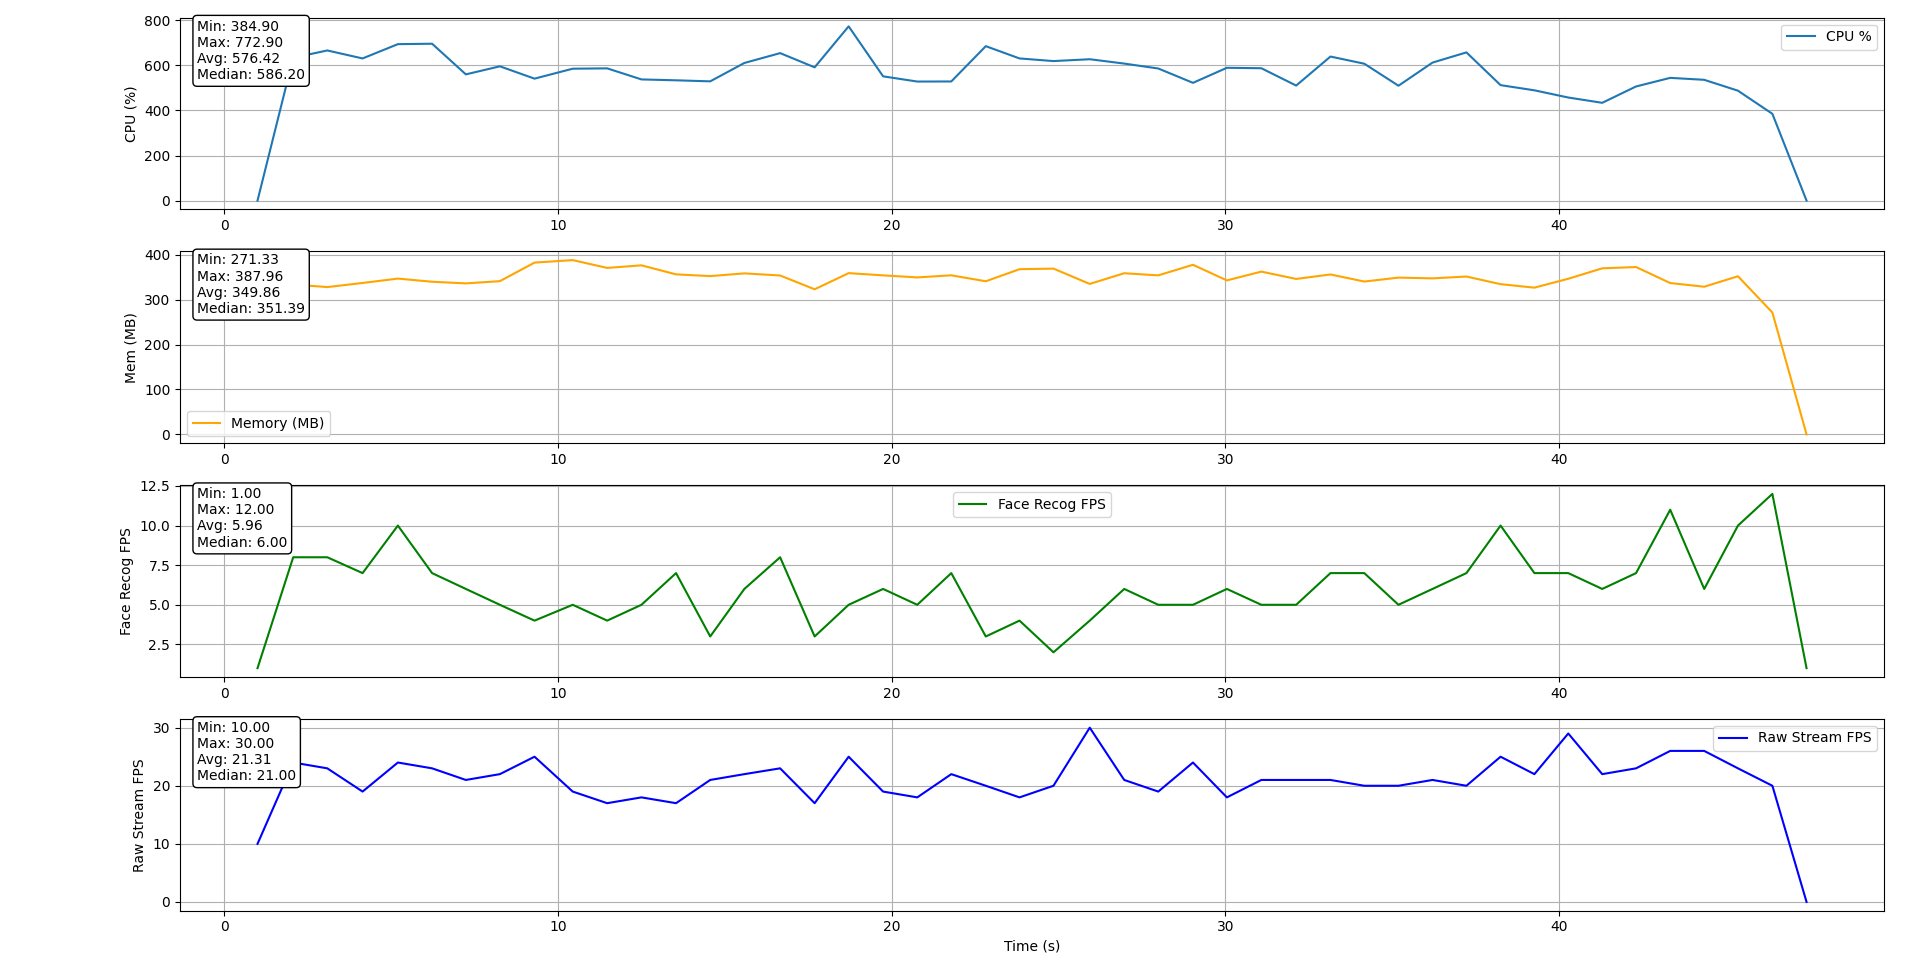 Min: 384.90
Max: 772.90
Avg: 576.42
Median: 586.20
CPU %
800
600
400
200
0
CPU (%)
0 10 20 30 40
Min: 271.33
Max: 387.96
Avg: 349.86
Median: 351.39
Memory (MB)
400
300
200
100
0
Mem (MB)
0 10 20 30 40
Min: 1.00
Max: 12.00
Avg: 5.96
Median: 6.00
Face Recog FPS
12.5
10.0
7.5
5.0
2.5
Face Recog FPS
0 10 20 30 40
Min: 10.00
Max: 30.00
Avg: 21.31
Median: 21.00
Raw Stream FPS
30
20
10
0
Raw Stream FPS
0 10 20 30 40
Time (s)